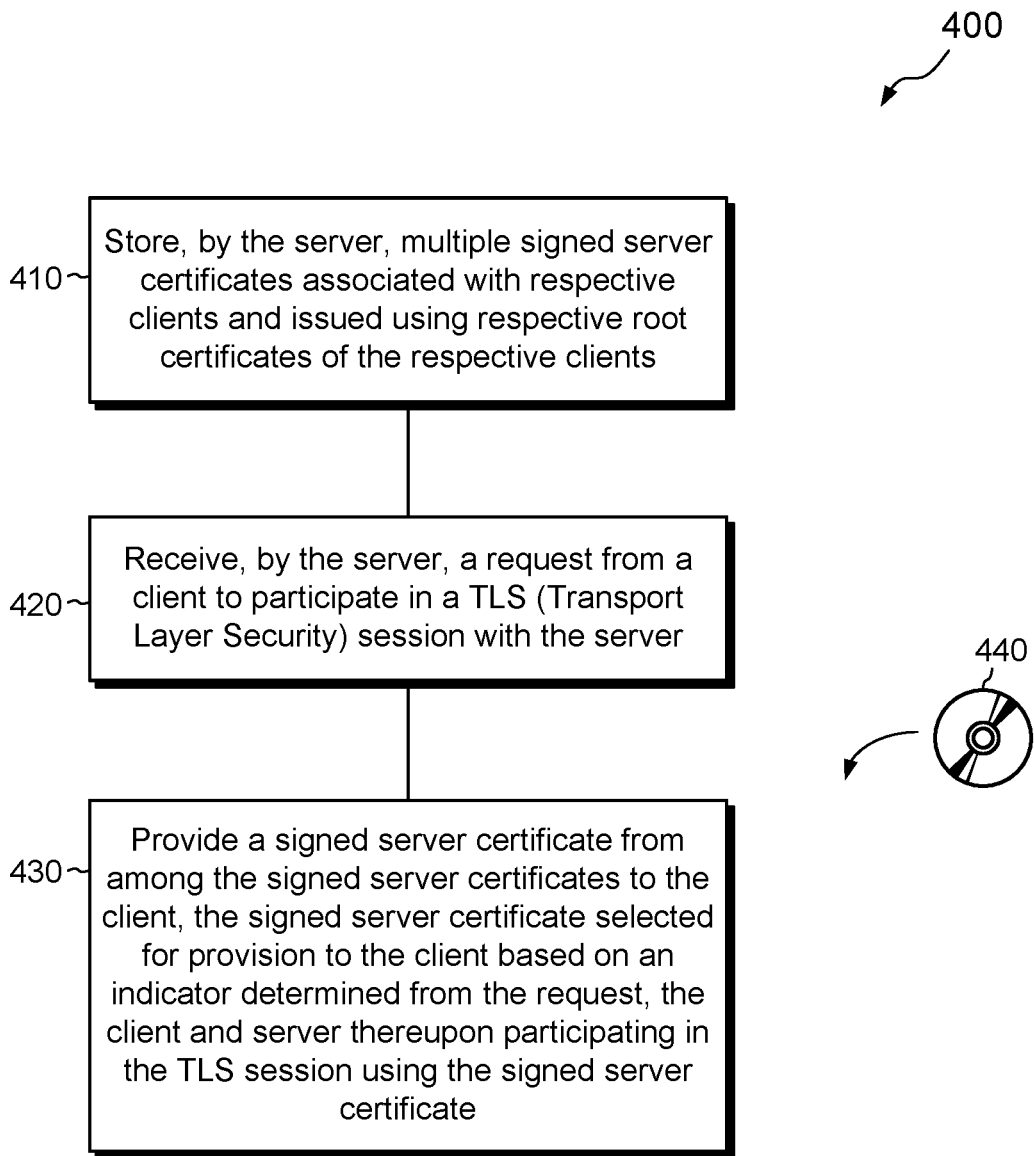 400
410
Store, by the server, multiple signed server
certificates associated with respective
clients and issued using respective root
certificates of the respective clients
420
Receive, by the server, a request from a
client to participate in a TLS (Transport
Layer Security) session with the server
440
430
Provide a signed server certificate from
among the signed server certificates to the
client, the signed server certificate selected
for provision to the client based on an
indicator determined from the request, the
client and server thereupon participating in
the TLS session using the signed server
certificate